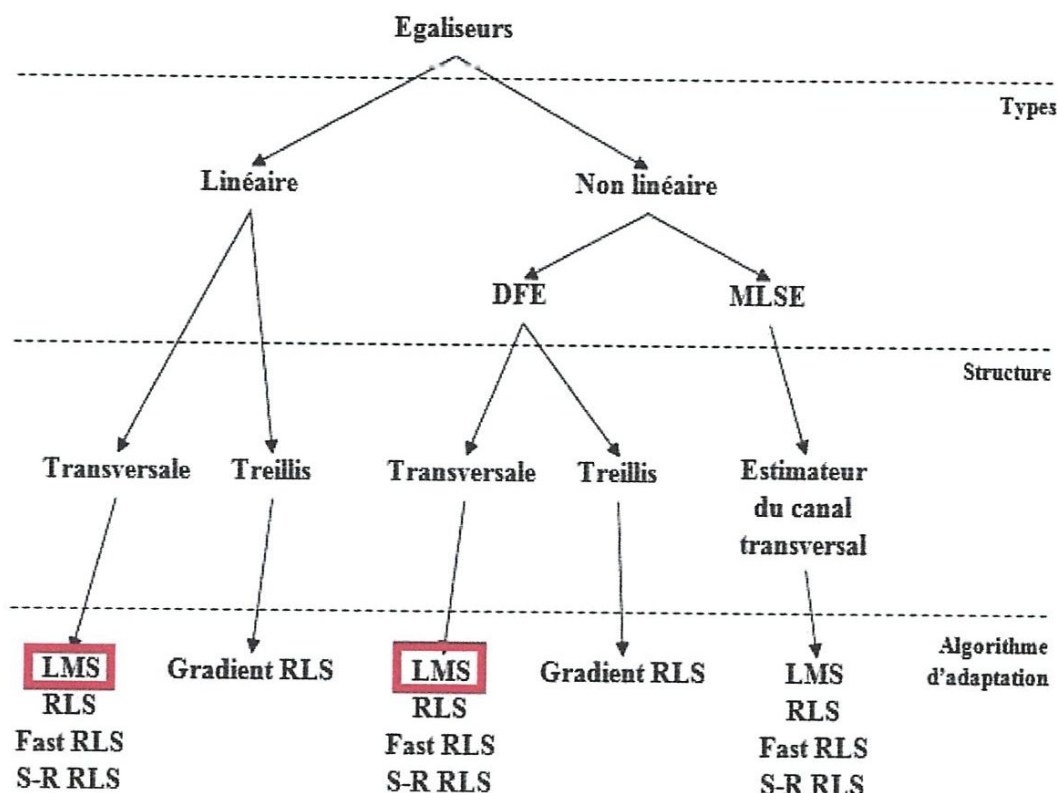 Egaliseurs
Types
Linéaire
Non linéaire
DFE
MLSE
Structure
Transversale
Treillis
Transversale
Treillis
Estimateur
du canal
transversal
Algorithme
d'adaptation
LMS
RLS
Fast RLS
S-R RLS
Gradient RLS
LMS
RLS
Fast RLS
S-R RLS
Gradient RLS
LMS
RLS
Fast RLS
S-R RLS